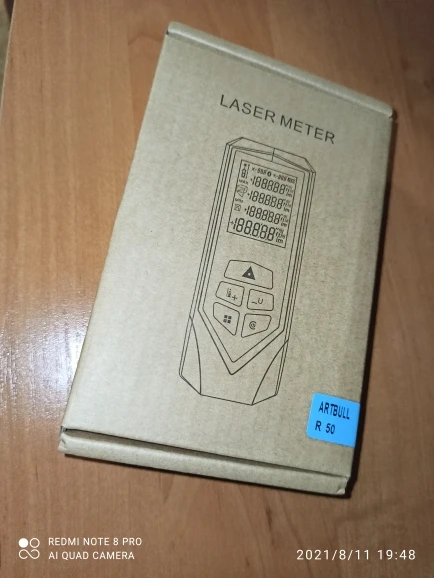 LASER METER
ARTBULL
R 50
REDMI NOTE 8 PRO
AI QUAD CAMERA
2021/8/11 19:48